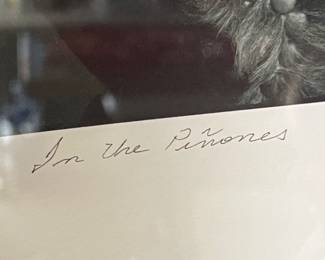 In the Piñones